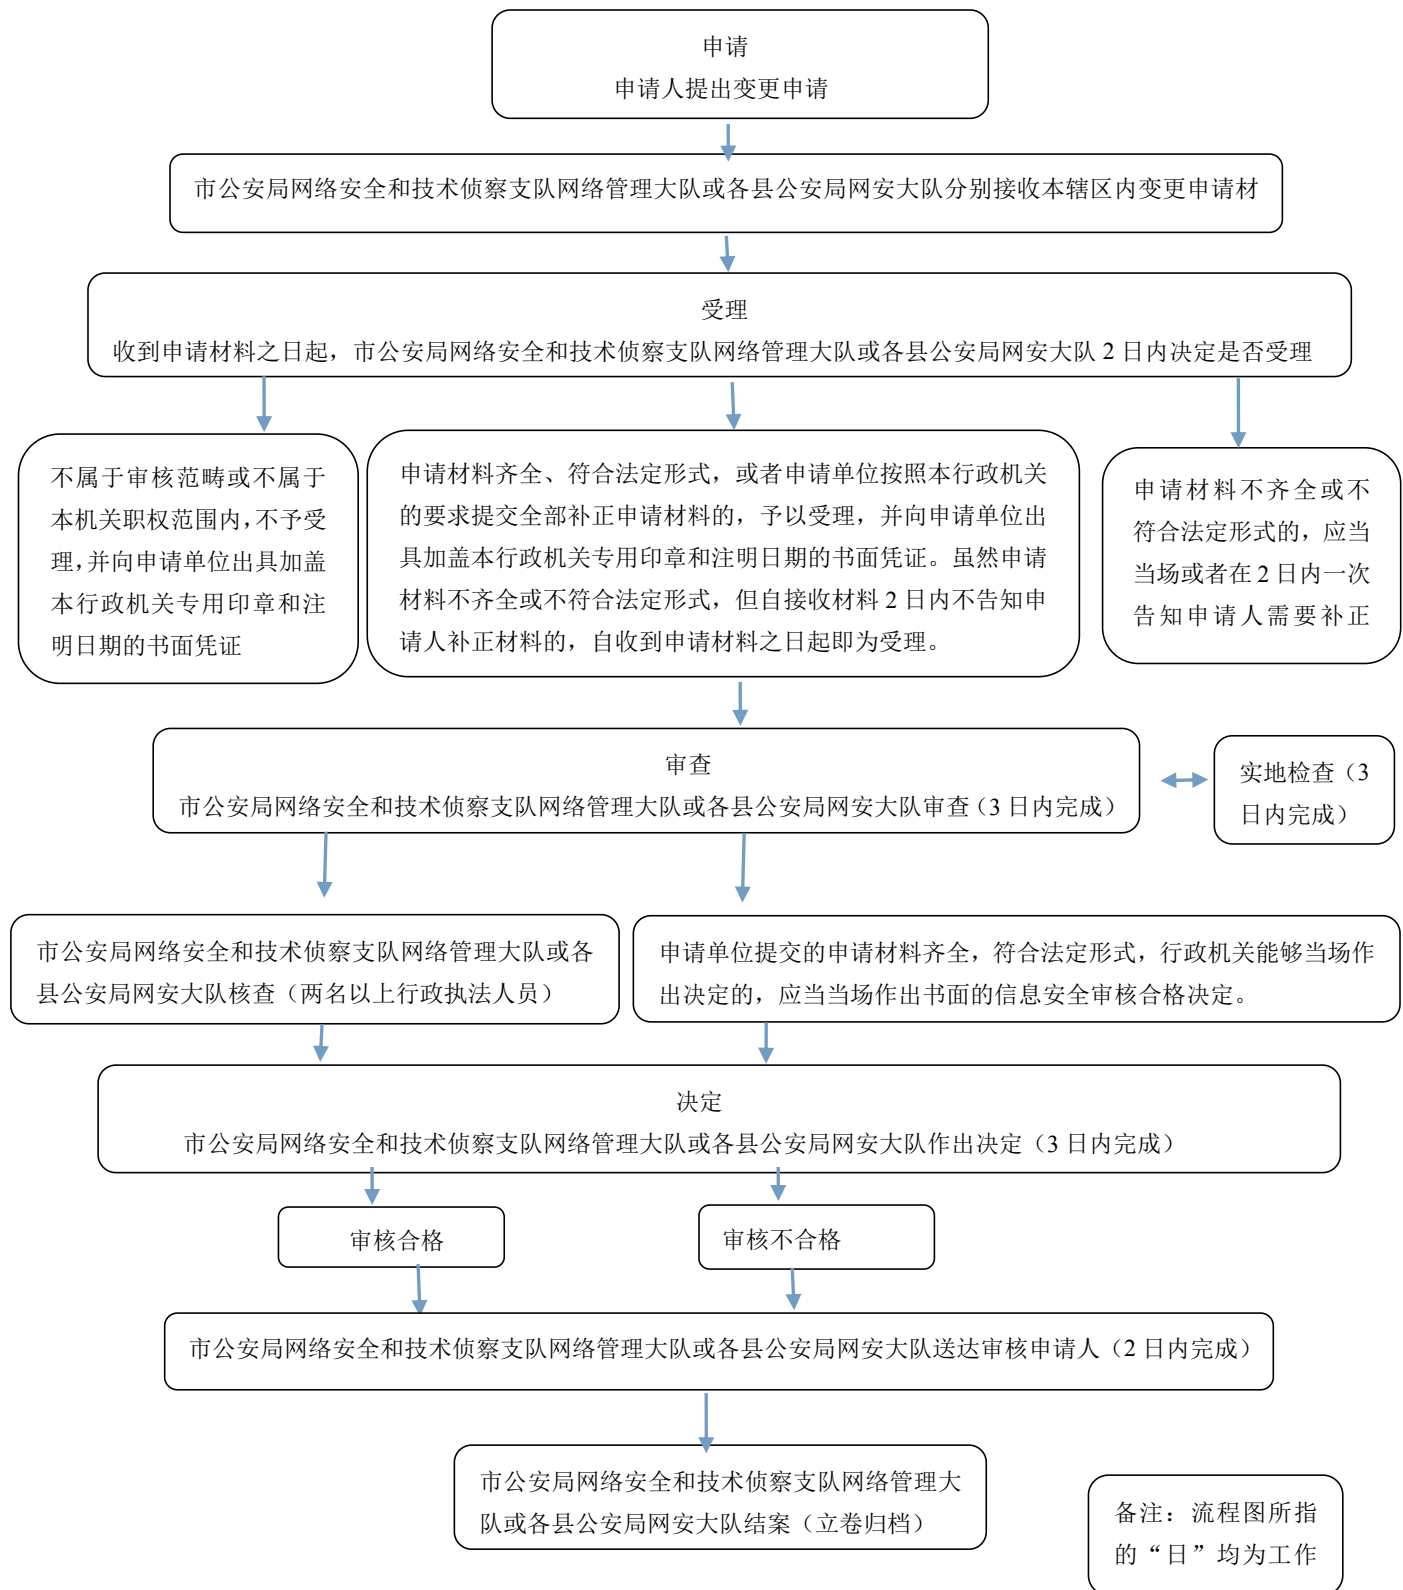 申请
申请人提出变更申请
市公安局网络安全和技术侦察支队网络管理大队或各县公安局网安大队分别接收本辖区内变更申请材
受理
收到申请材料之日起，市公安局网络安全和技术侦察支队网络管理大队或各县公安局网安大队 2 日内决定是否受理
不属于审核范畴或不属于
本机关职权范围内，不予受
理，并向申请单位出具加盖
本行政机关专用印章和注
明日期的书面凭证
申请材料齐全、符合法定形式，或者申请单位按照本行政机关
的要求提交全部补正申请材料的，予以受理，并向申请单位出
具加盖本行政机关专用印章和注明日期的书面凭证。虽然申请
材料不齐全或不符合法定形式，但自接收材料 2 日内不告知申
请人补正材料的，自收到申请材料之日起即为受理。
申请材料不齐全或不
符合法定形式的，应当
当场或者在 2 日内一次
告知申请人需要补正
审查
市公安局网络安全和技术侦察支队网络管理大队或各县公安局网安大队审查（3 日内完成）
实地检查（3
日内完成）
市公安局网络安全和技术侦察支队网络管理大队或各
县公安局网安大队核查（两名以上行政执法人员）
申请单位提交的申请材料齐全，符合法定形式，行政机关能够当场作
出决定的，应当当场作出书面的信息安全审核合格决定。
决定
市公安局网络安全和技术侦察支队网络管理大队或各县公安局网安大队作出决定（3 日内完成）
审核合格
审核不合格
市公安局网络安全和技术侦察支队网络管理大队或各县公安局网安大队送达审核申请人（2 日内完成）
市公安局网络安全和技术侦察支队网络管理大
队或各县公安局网安大队结案（立卷归档）
备注：流程图所指
的“日”均为工作